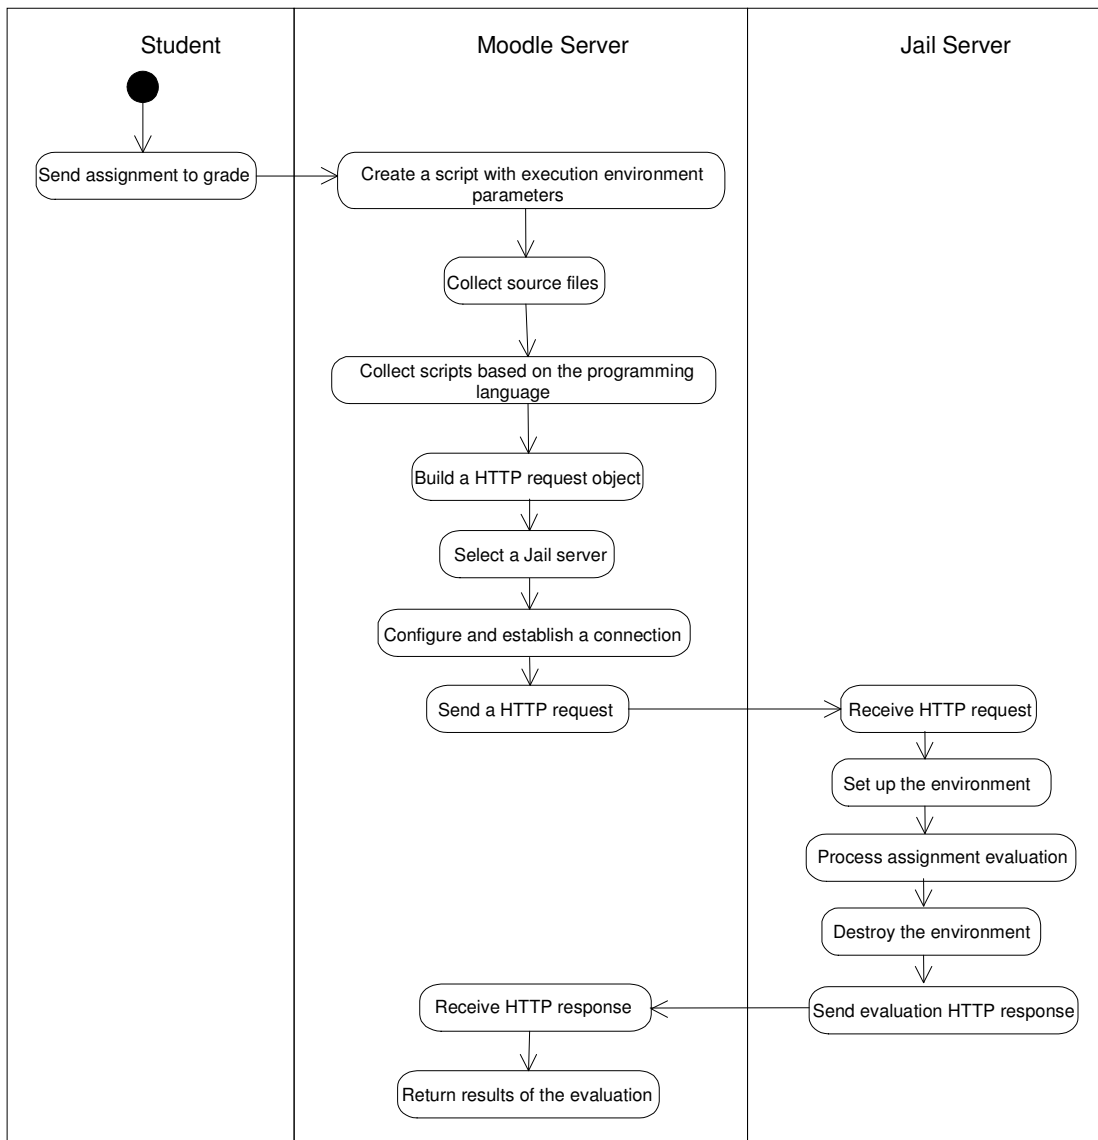 Student
Moodle Server
Jail Server
Send assignment to grade
Create a script with execution environment
parameters
Collect source files
Collect scripts based on the programming
language
Build a HTTP request object
Select a Jail server
Configure and establish a connection
Send a HTTP request
Receive HTTP request
Set up the environment
Process assignment evaluation
Destroy the environment
Send evaluation HTTP response
Receive HTTP response
Return results of the evaluation